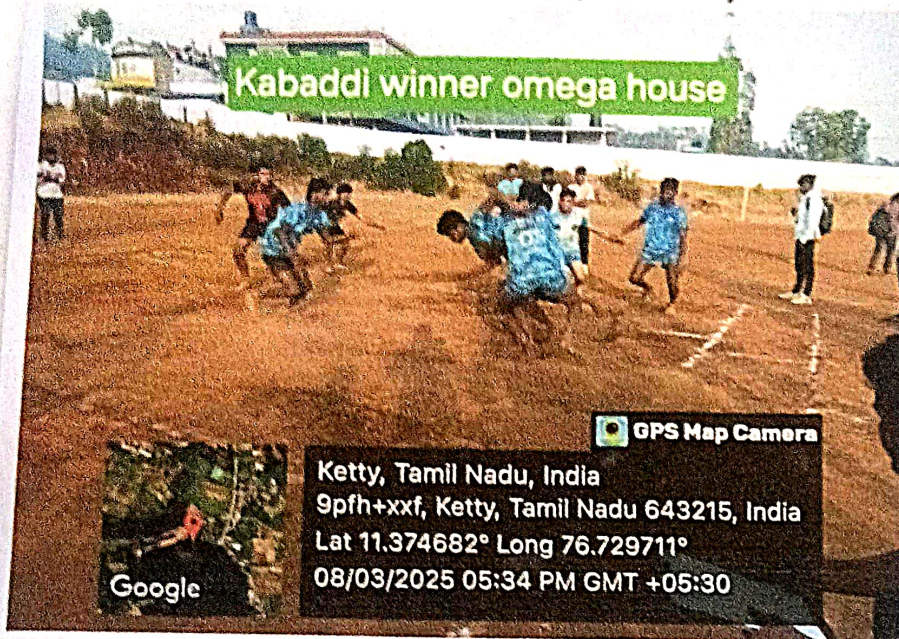 Kabaddi winner omega house
GPS Map Camera
Ketty, Tamil Nadu, India
9pfh+xxf, Ketty, Tamil Nadu 643215, India
Lat 11.374682° Long 76.729711°
08/03/2025 05:34 PM GMT +05:30
Google